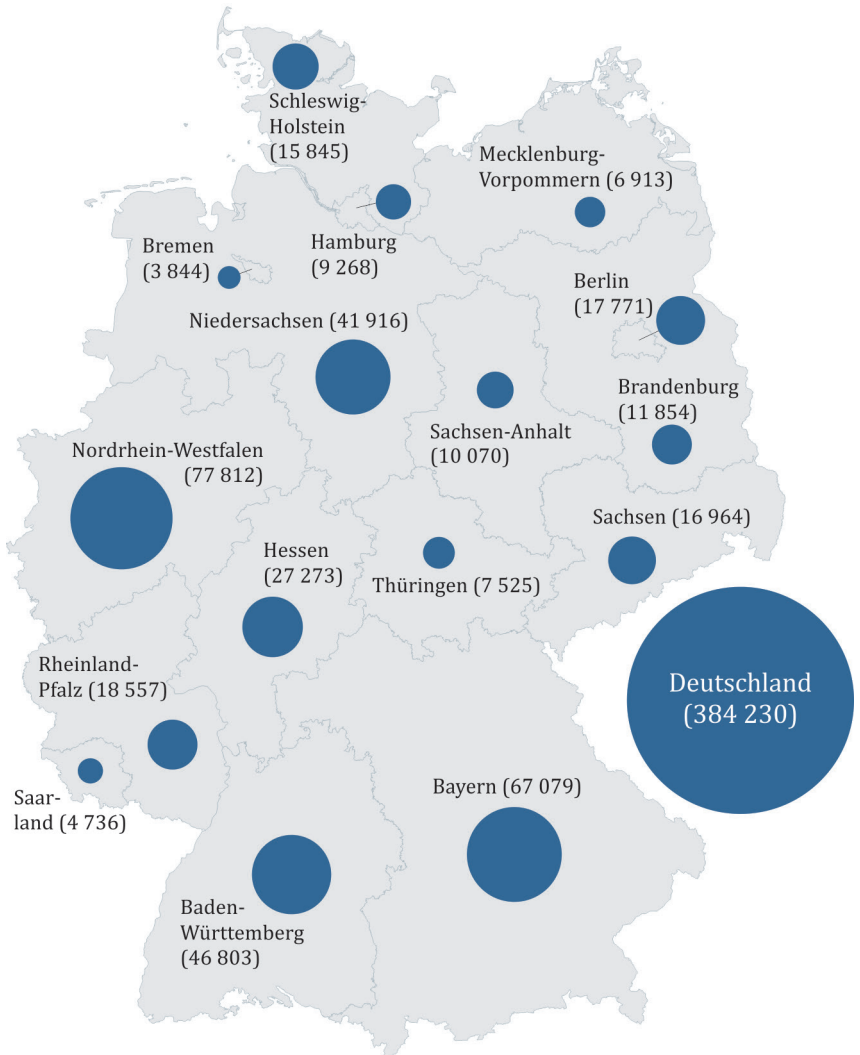 Schleswig-
Holstein
(15 845)
Mecklenburg-
Vorpommern (6 913)
Hamburg
(9 268)
Bremen
(3 844)
Berlin
(17 771)
Niedersachsen (41 916)
Brandenburg
(11 854)
Sachsen-Anhalt
(10 070)
Nordrhein-Westfalen
(77 812)
Sachsen (16 964)
Hessen
(27 273)
Thüringen (7 525)
Rheinland-
Pfalz (18 557)
Deutschland
(384 230)
Saar-
land (4 736)
Bayern (67 079)
Baden-
Württemberg
(46 803)